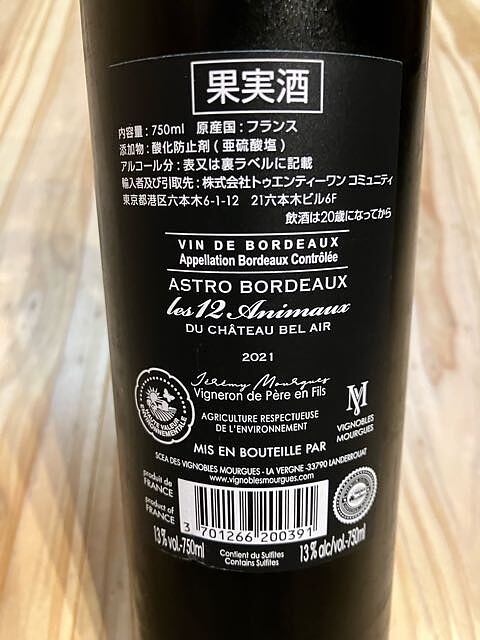 果実酒
内容量：750ml 原産国：フランス
添加物：酸化防止剤（亜硫酸塩）
アルコール分：表又は裏ラベルに記載
輸入者及び引取先：株式会社トゥエンティーワン コミュニティ
東京都港区六本木6-1-12 21六本木ビル6F
飲酒は20歳になってから
VIN DE BORDEAUX
Appellation Bordeaux Contrôlée
ASTRO BORDEAUX
les 12 Animaux
DU CHÂTEAU BEL AIR
2021
Jérémy Mourgues
Vigneron de Père en Fils
HAUTE VALEUR
ENVIRONNEMENTALE
AGRICULTURE RESPECTUEUSE
DE L'ENVIRONNEMENT
VM
VIGNOBLES
MOURGUES
MIS EN BOUTEILLE PAR
SCEA DES VIGNOBLES MOURGUES - LA VERGNE -33790 LANDERROUAT
www.vignoblesmourgues.com
produit de
FRANCE
product of
FRANCE
3 701266 200391
13% vol.-750ml
Contient du Sulfites
Contains Sulfites
13% alc/vol.-750ml